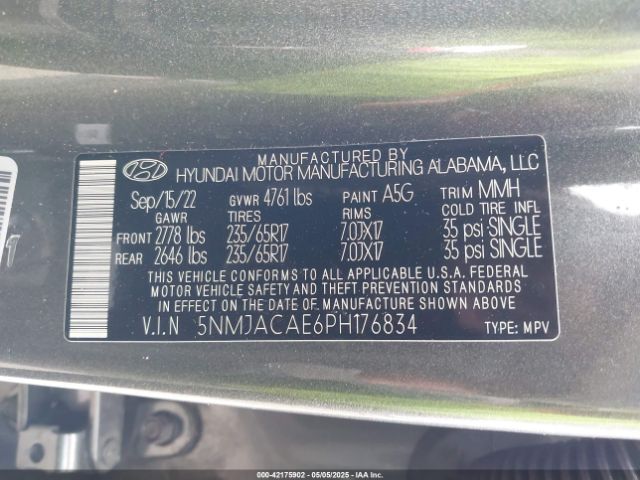 MANUFACTURED BY
HYUNDAI MOTOR MANUFACTURING ALABAMA, LLC
Sep/15/22 GVWR 4761 lbs PAINT A5G TRIM MMH
GAWR TIRES RIMS COLD TIRE INFL
FRONT 2778 lbs 235/65R17 7.0JX17 35 psi SINGLE
REAR 2646 lbs 235/65R17 7.0JX17 35 psi SINGLE
THIS VEHICLE CONFORMS TO ALL APPLICABLE U.S.A. FEDERAL
MOTOR VEHICLE SAFETY AND THEFT PREVENTION STANDARDS
IN EFFECT ON THE DATE OF MANUFACTURE SHOWN ABOVE
V.I.N 5NMJACAE6PH176834 TYPE: MPV
000-42175902 - 05/05/2025 - IAAI.COM